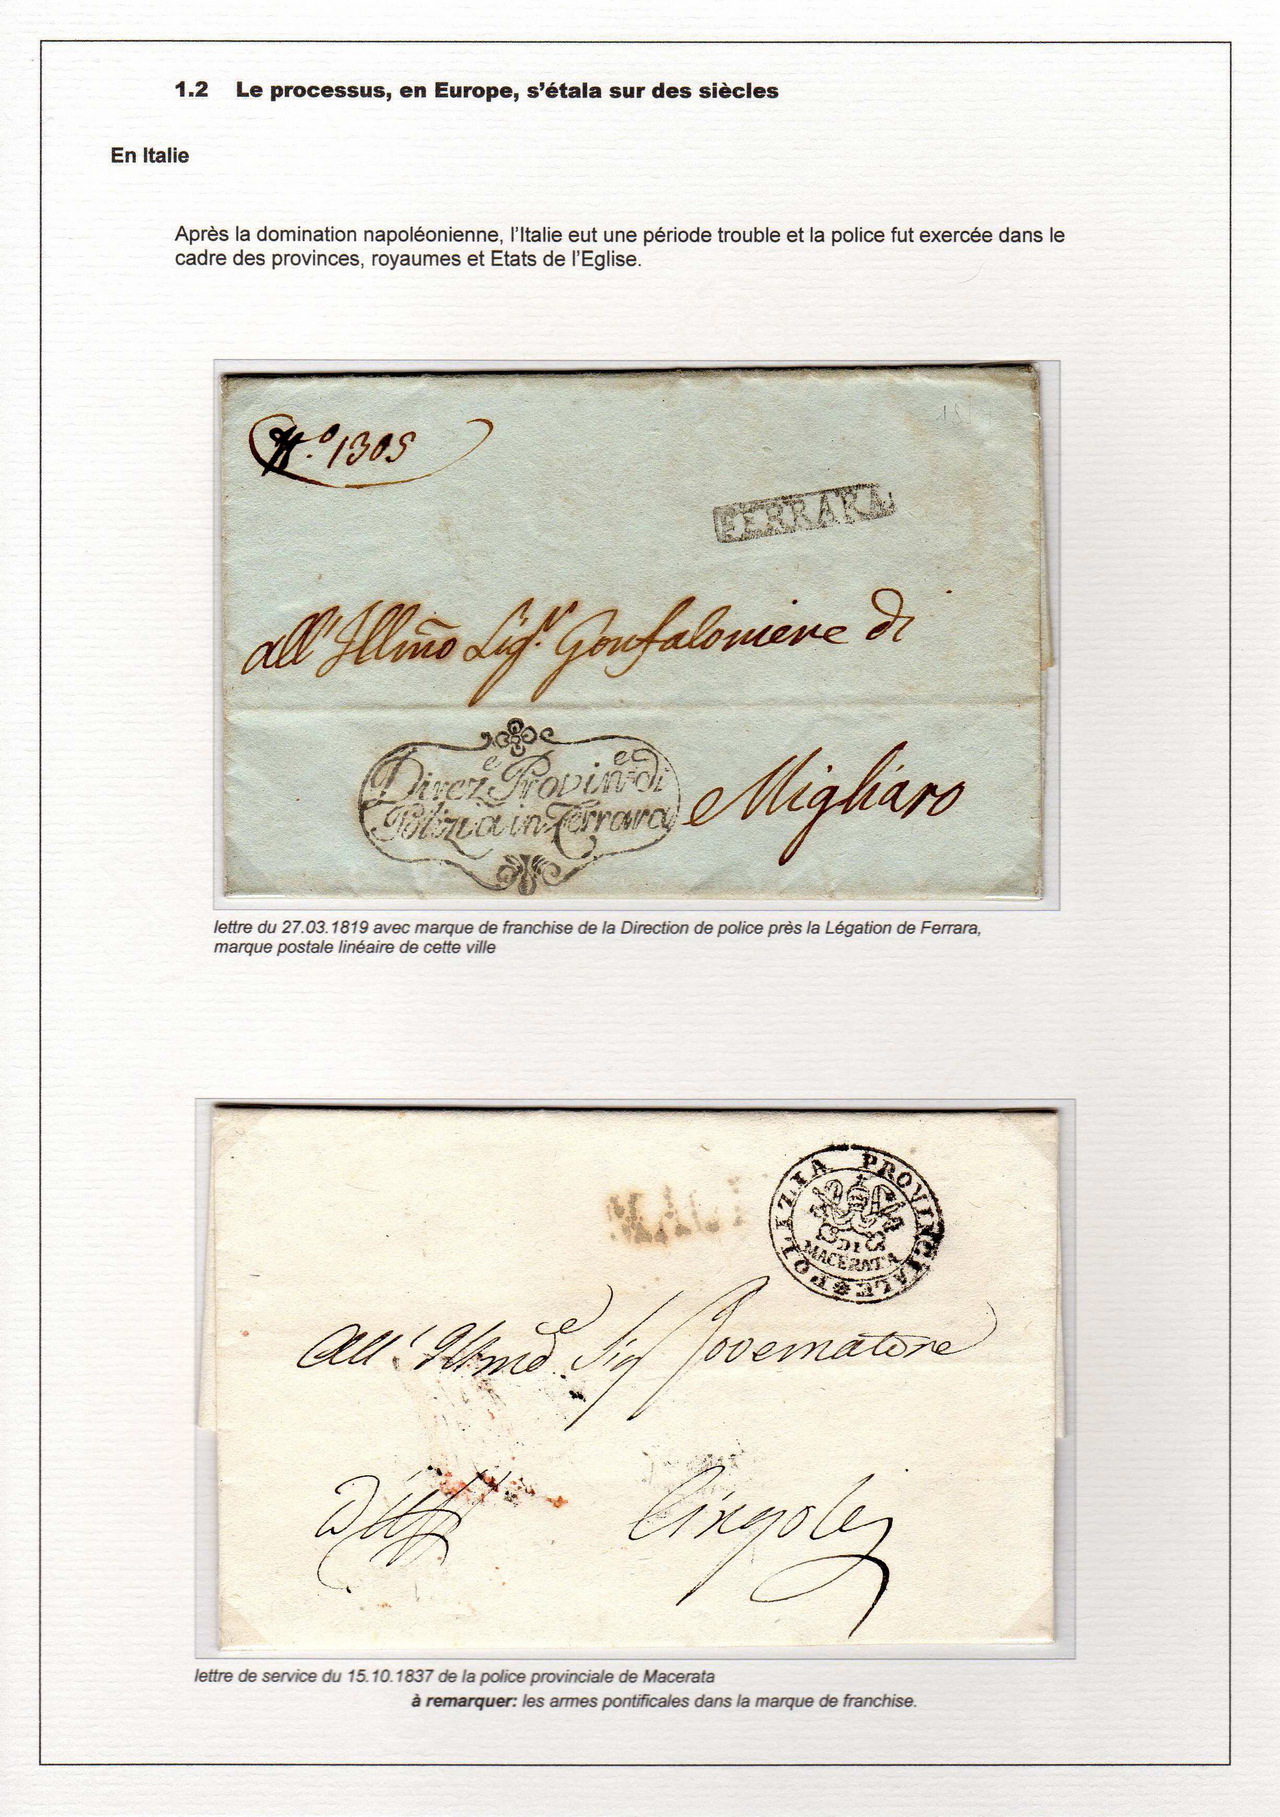 1.2 Le processus, en Europe, s'étala sur des siècles
En Italie
Après la domination napoléonienne, l'Italie eut une période trouble et la police fut exercée dans le
cadre des provinces, royaumes et Etats de l'Eglise.
N.o 1305
FERRARA
all' Illmo Sig.r Gonfaloniere di
Direz.e Provin.e di
Polizia in Ferrara
Migliaro
lettre du 27.03.1819 avec marque de franchise de la Direction de police près la Légation de Ferrara,
marque postale linéaire de cette ville
POLIZIA PROVINCIALE
DI
MACERATA
All' Sig Governatore
Cingoli
lettre de service du 15.10.1837 de la police provinciale de Macerata
à remarquer: les armes pontificales dans la marque de franchise.